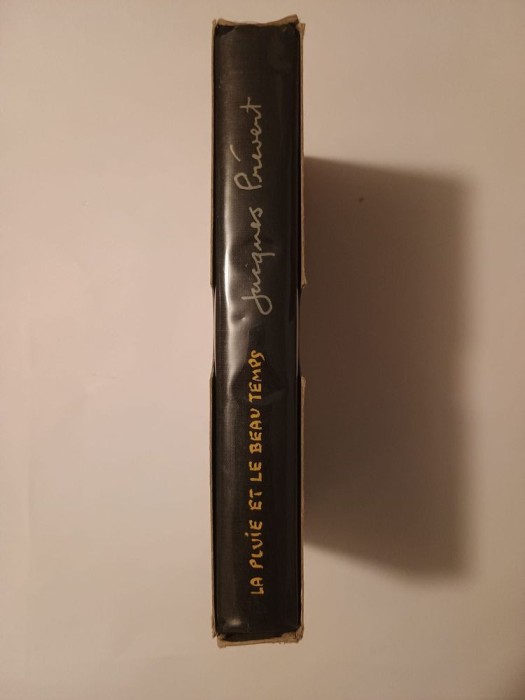 LA PLUIE ET LE BEAU TEMPS
Jacques Prévert